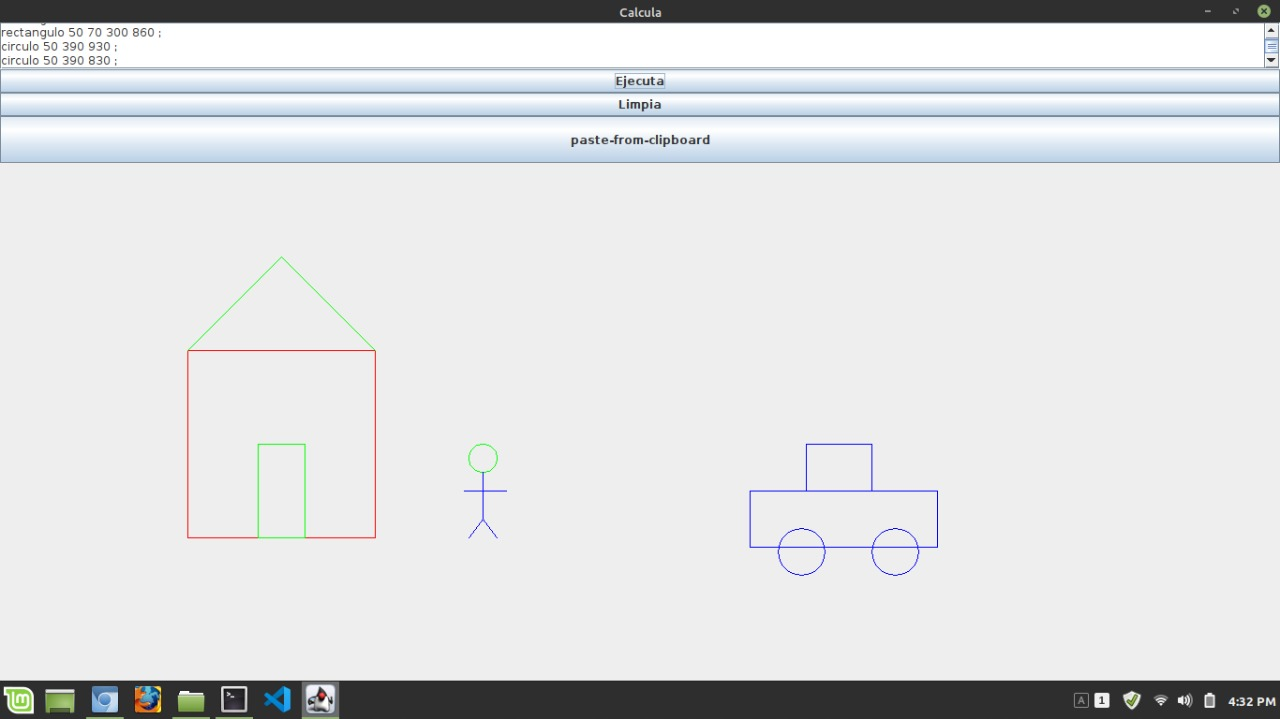 Calcula
rectangulo 50 70 300 860 ;
circulo 50 390 930 ;
circulo 50 390 830 ;
Ejecuta
Limpia
paste-from-clipboard
A 1 4:32 PM